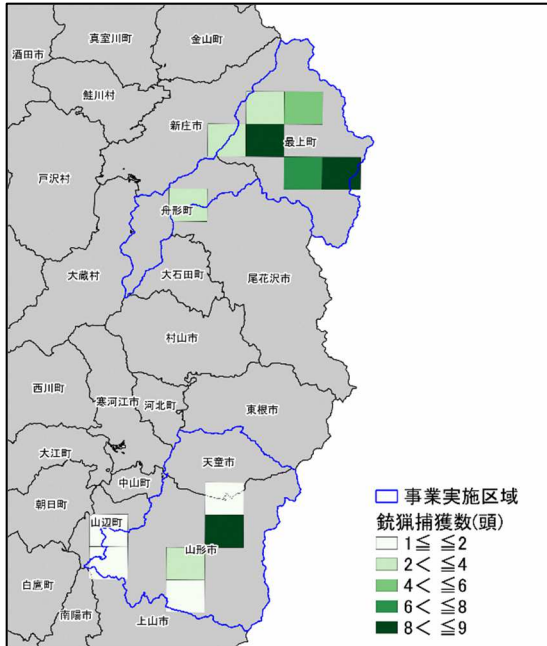 真室川町
金山町
酒田市
鮭川村
新庄市
最上町
戸沢村
舟形町
大蔵村
大石田町
尾花沢市
村山市
西川町
寒河江市
河北町
東根市
大江町
天童市
中山町
朝日町
山辺町
山形市
白鷹町
南陽市
上山市
事業実施区域
銃猟捕獲数(頭)
1≦ ≦2
2< ≦4
4< ≦6
6< ≦8
8< ≦9